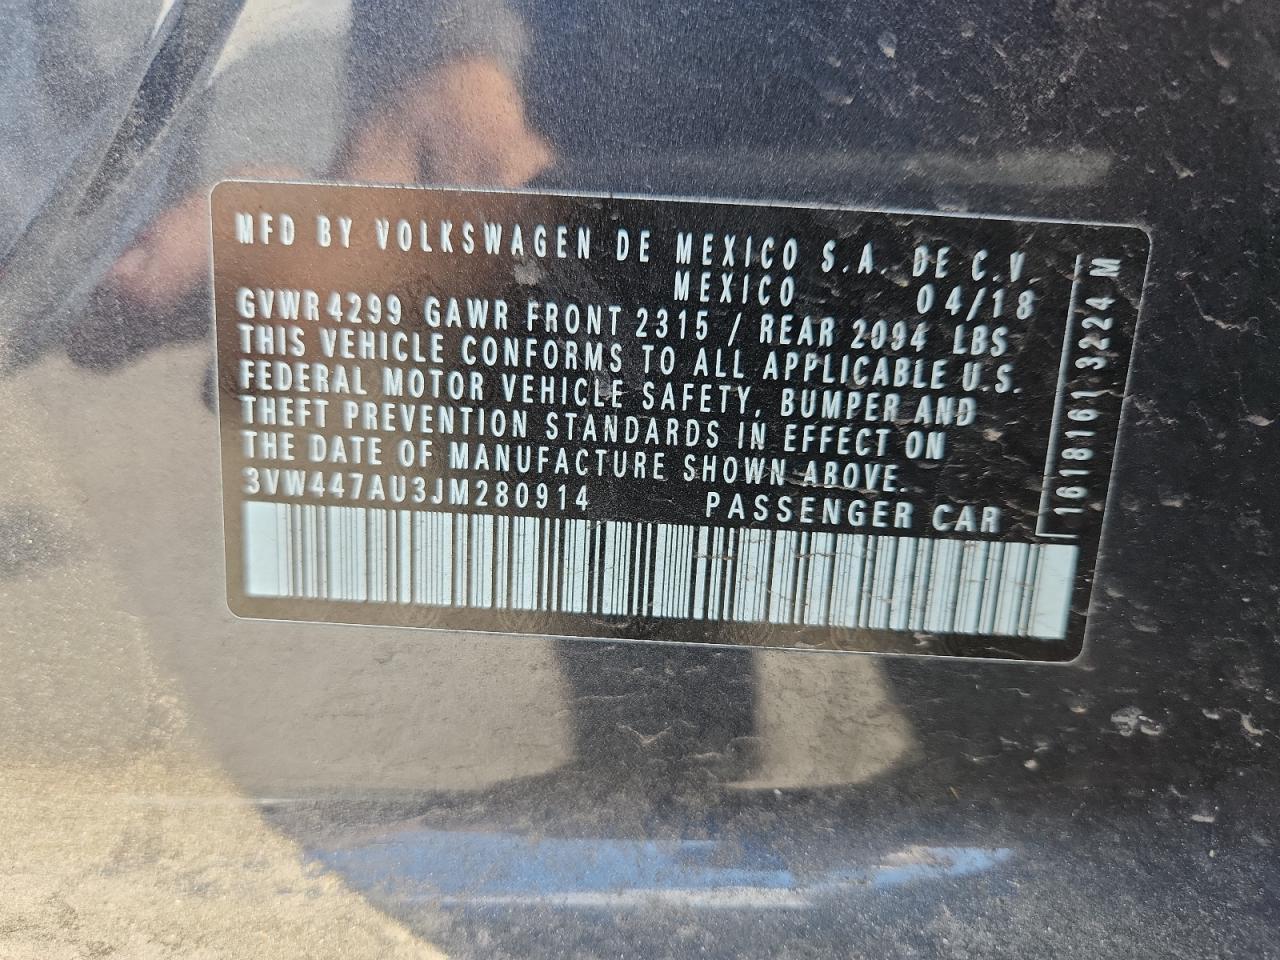 MFD BY VOLKSWAGEN DE MEXICO S.A. DE C.V.
MEXICO 04/18
GVWR 4299 GAWR FRONT 2315 / REAR 2094 LBS
THIS VEHICLE CONFORMS TO ALL APPLICABLE U.S.
FEDERAL MOTOR VEHICLE SAFETY, BUMPER AND
THEFT PREVENTION STANDARDS IN EFFECT ON
THE DATE OF MANUFACTURE SHOWN ABOVE.
3VW447AU3JM280914 PASSENGER CAR
1618161 3224 M